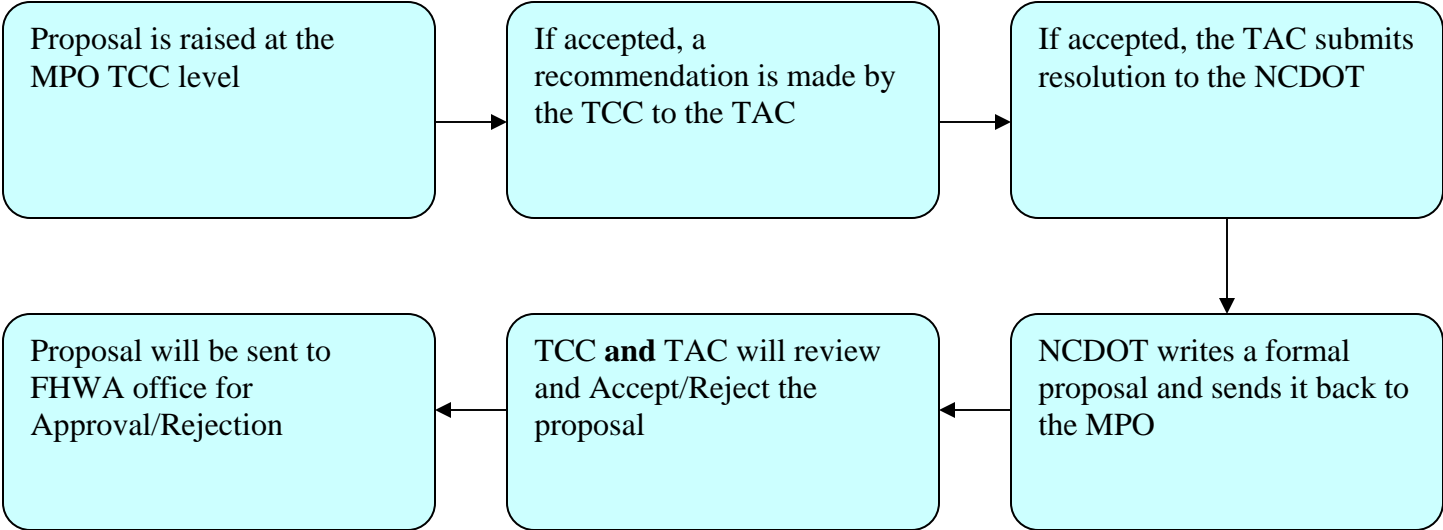 Proposal is raised at the
MPO TCC level
If accepted, a
recommendation is made by
the TCC to the TAC
If accepted, the TAC submits
resolution to the NCDOT
NCDOT writes a formal
proposal and sends it back to
the MPO
TCC and TAC will review
and Accept/Reject the
proposal
Proposal will be sent to
FHWA office for
Approval/Rejection